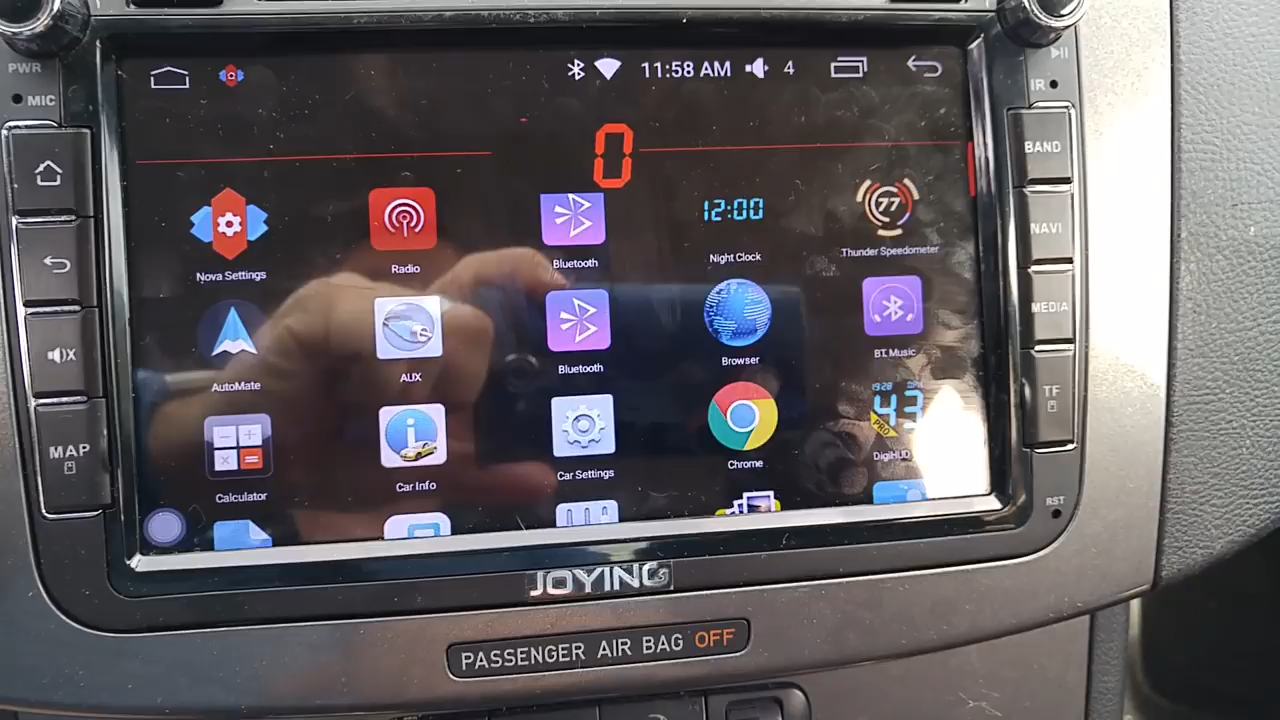 PWR
MIC
11:58 AM
4
IR
0
BAND
NAVI
MEDIA
TF
RST
MAP
12:00
77
Nova Settings
Radio
Bluetooth
Night Clock
Thunder Speedometer
AutoMate
AUX
Bluetooth
Browser
BT Music
Calculator
Car Info
Car Settings
Chrome
1928
43
PRO
DigiHUD
JOYING
PASSENGER AIR BAG OFF